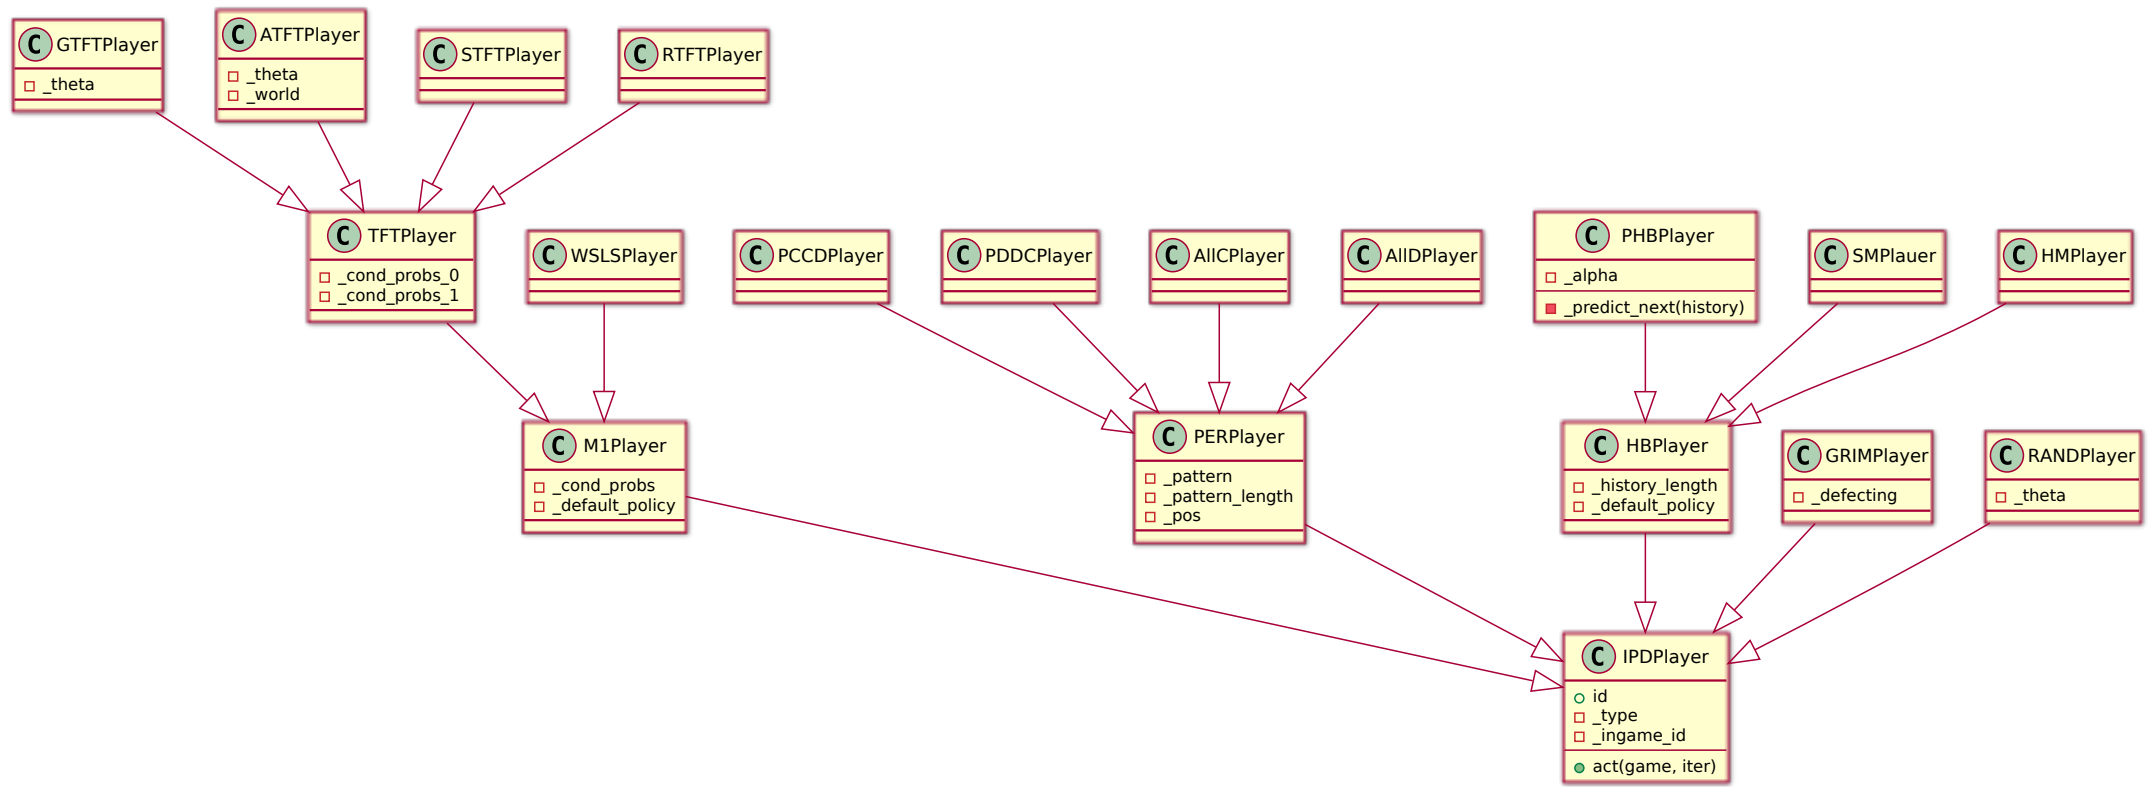 C GTFTPlayer
_theta
C ATFTPlayer
_theta
_world
C STFTPlayer
C RTFTPlayer
C TFTPlayer
_cond_probs_0
_cond_probs_1
C WSLSPlayer
C PCCDPlayer
C PDDCPlayer
C AllCPlayer
C AllDPlayer
C PHBPlayer
_alpha
_predict_next(history)
C SMPlauer
C HMPlayer
C M1Player
_cond_probs
_default_policy
C PERPlayer
_pattern
_pattern_length
_pos
C HBPlayer
_history_length
_default_policy
C GRIMPlayer
_defecting
C RANDPlayer
_theta
C IPDPlayer
id
_type
_ingame_id
act(game, iter)